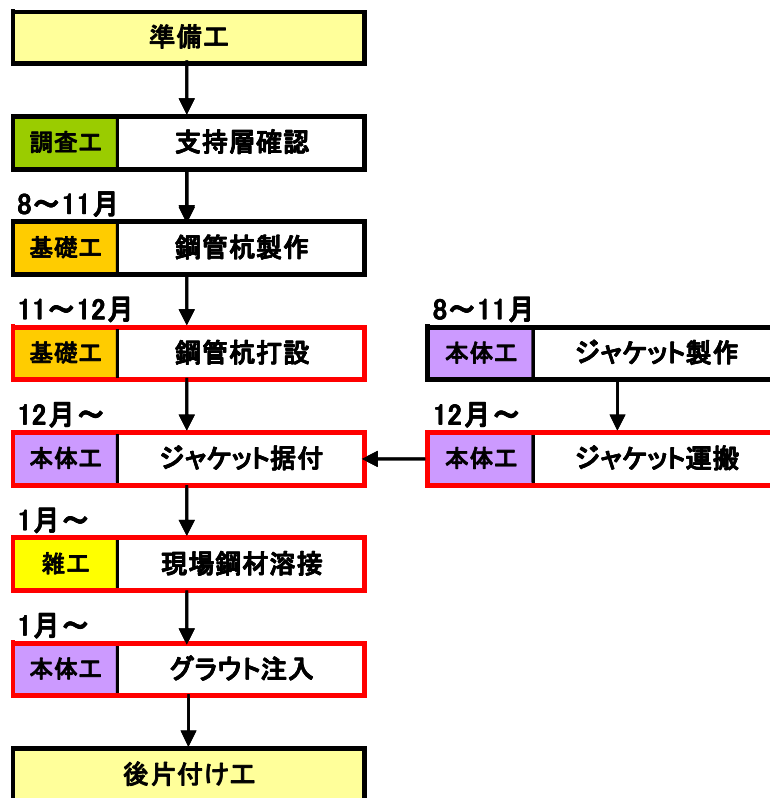 準備工
調査工 支持層確認
8～11月
基礎工 鋼管杭製作
11～12月
基礎工 鋼管杭打設
8～11月
本体工 ジャケット製作
12月～
本体工 ジャケット据付
12月～
本体工 ジャケット運搬
1月～
雑工 現場鋼材溶接
1月～
本体工 グラウト注入
後片付け工